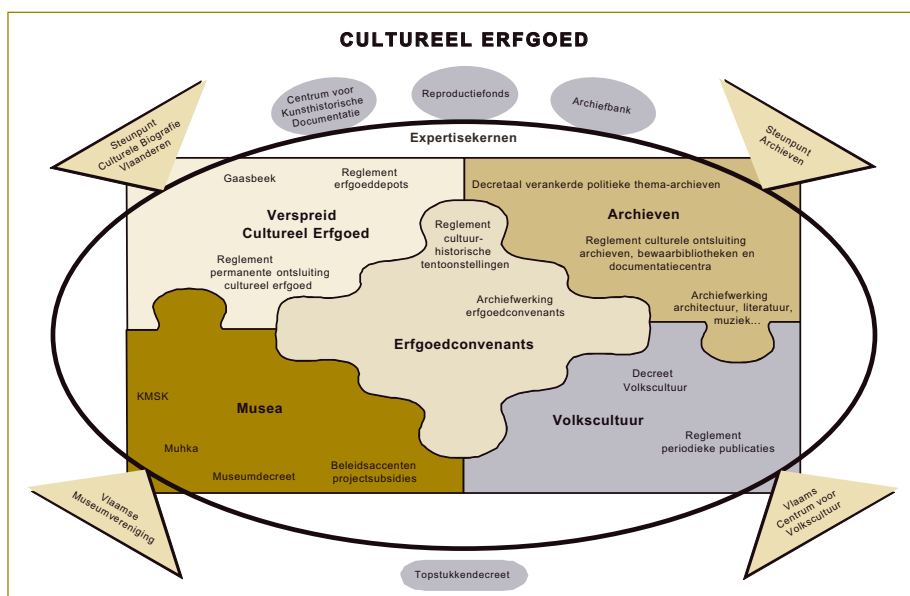 CULTUREEL ERFGOED
Centrum voor
Kunsthistorische
Documentatie
Reproductiefonds
Archiefbank
Steunpunt
Culturele Biografie
Vlaanderen
Expertisekernen
Steunpunt
Archieven
Gaasbeek
Reglement
erfgoeddepots
Verspreid
Cultureel Erfgoed
Reglement
permanente ontsluiting
cultureel erfgoed
Decretaal verankerde politieke thema-archieven
Archieven
Reglement culturele ontsluiting
archieven, bewaarbibliotheken en
documentatiecentra
Archiefwerking
architectuur, literatuur,
muziek...
Reglement
cultuur-
historische
tentoonstellingen
Archiefwerking
erfgoedconvenants
Erfgoedconvenants
KMSK
Musea
Muhka
Museumdecreet
Beleidsaccenten
projectsubsidies
Decreet
Volkscultuur
Volkscultuur
Reglement
periodieke publicaties
Vlaamse
Museumvereniging
Vlaams
Centrum voor
Volkscultuur
Topstukkendecreet